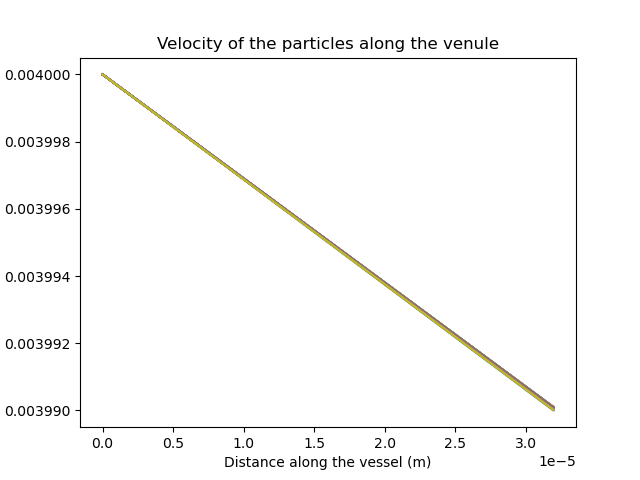 Velocity of the particles along the venule
0.004000
0.003998
0.003996
0.003994
0.003992
0.003990
0.0 0.5 1.0 1.5 2.0 2.5 3.0
1e−5
Distance along the vessel (m)